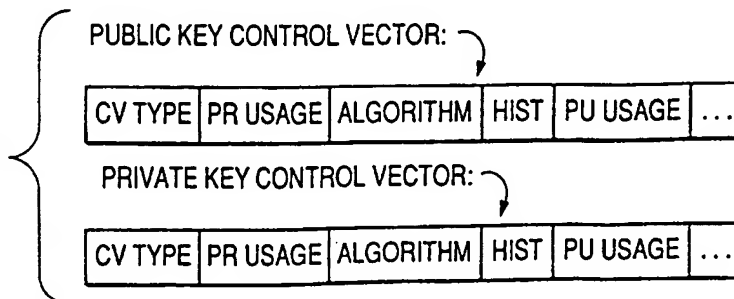 PUBLIC KEY CONTROL VECTOR:
CV TYPE PR USAGE ALGORITHM HIST PU USAGE ...
PRIVATE KEY CONTROL VECTOR:
CV TYPE PR USAGE ALGORITHM HIST PU USAGE ...